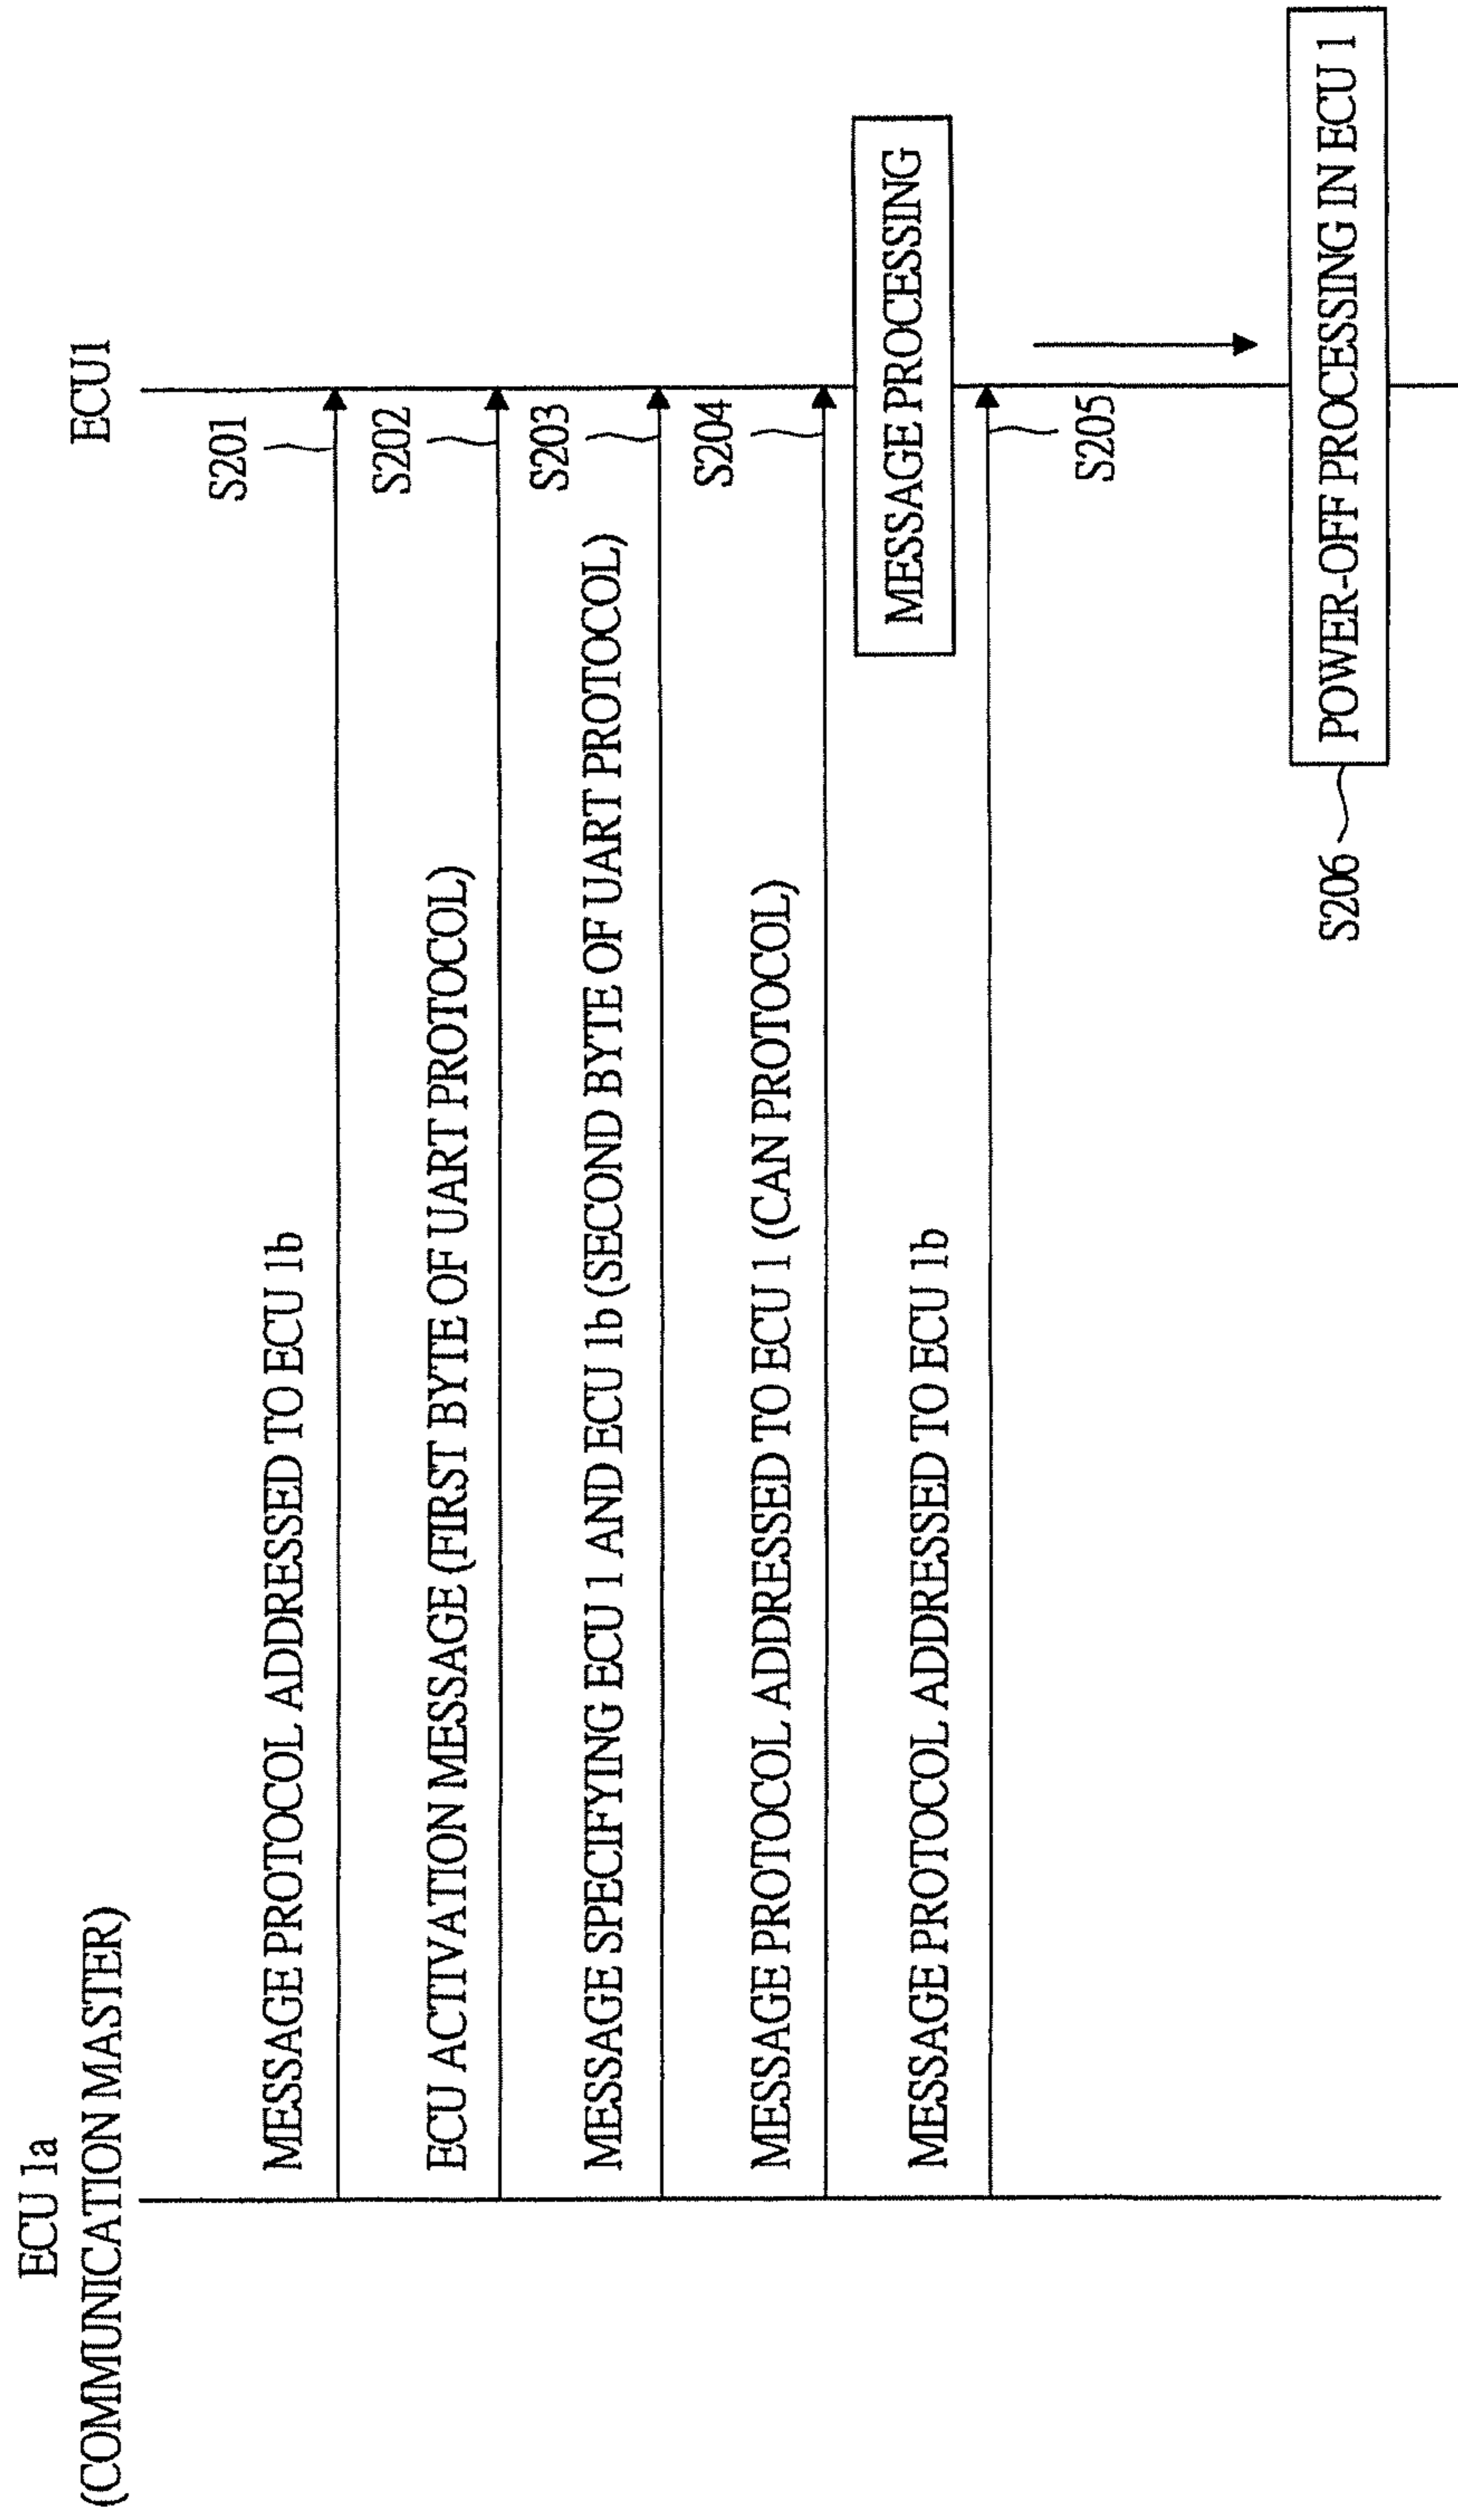 ECU 1a
(COMMUNICATION MASTER)
ECU1
MESSAGE PROTOCOL ADDRESSED TO ECU 1b
S201
ECU ACTIVATION MESSAGE (FIRST BYTE OF UART PROTOCOL)
S202
MESSAGE SPECIFYING ECU 1 AND ECU 1b (SECOND BYTE OF UART PROTOCOL)
S203
MESSAGE PROTOCOL ADDRESSED TO ECU 1 (CAN PROTOCOL)
S204
MESSAGE PROCESSING
MESSAGE PROTOCOL ADDRESSED TO ECU 1b
S205
S206
POWER-OFF PROCESSING IN ECU 1